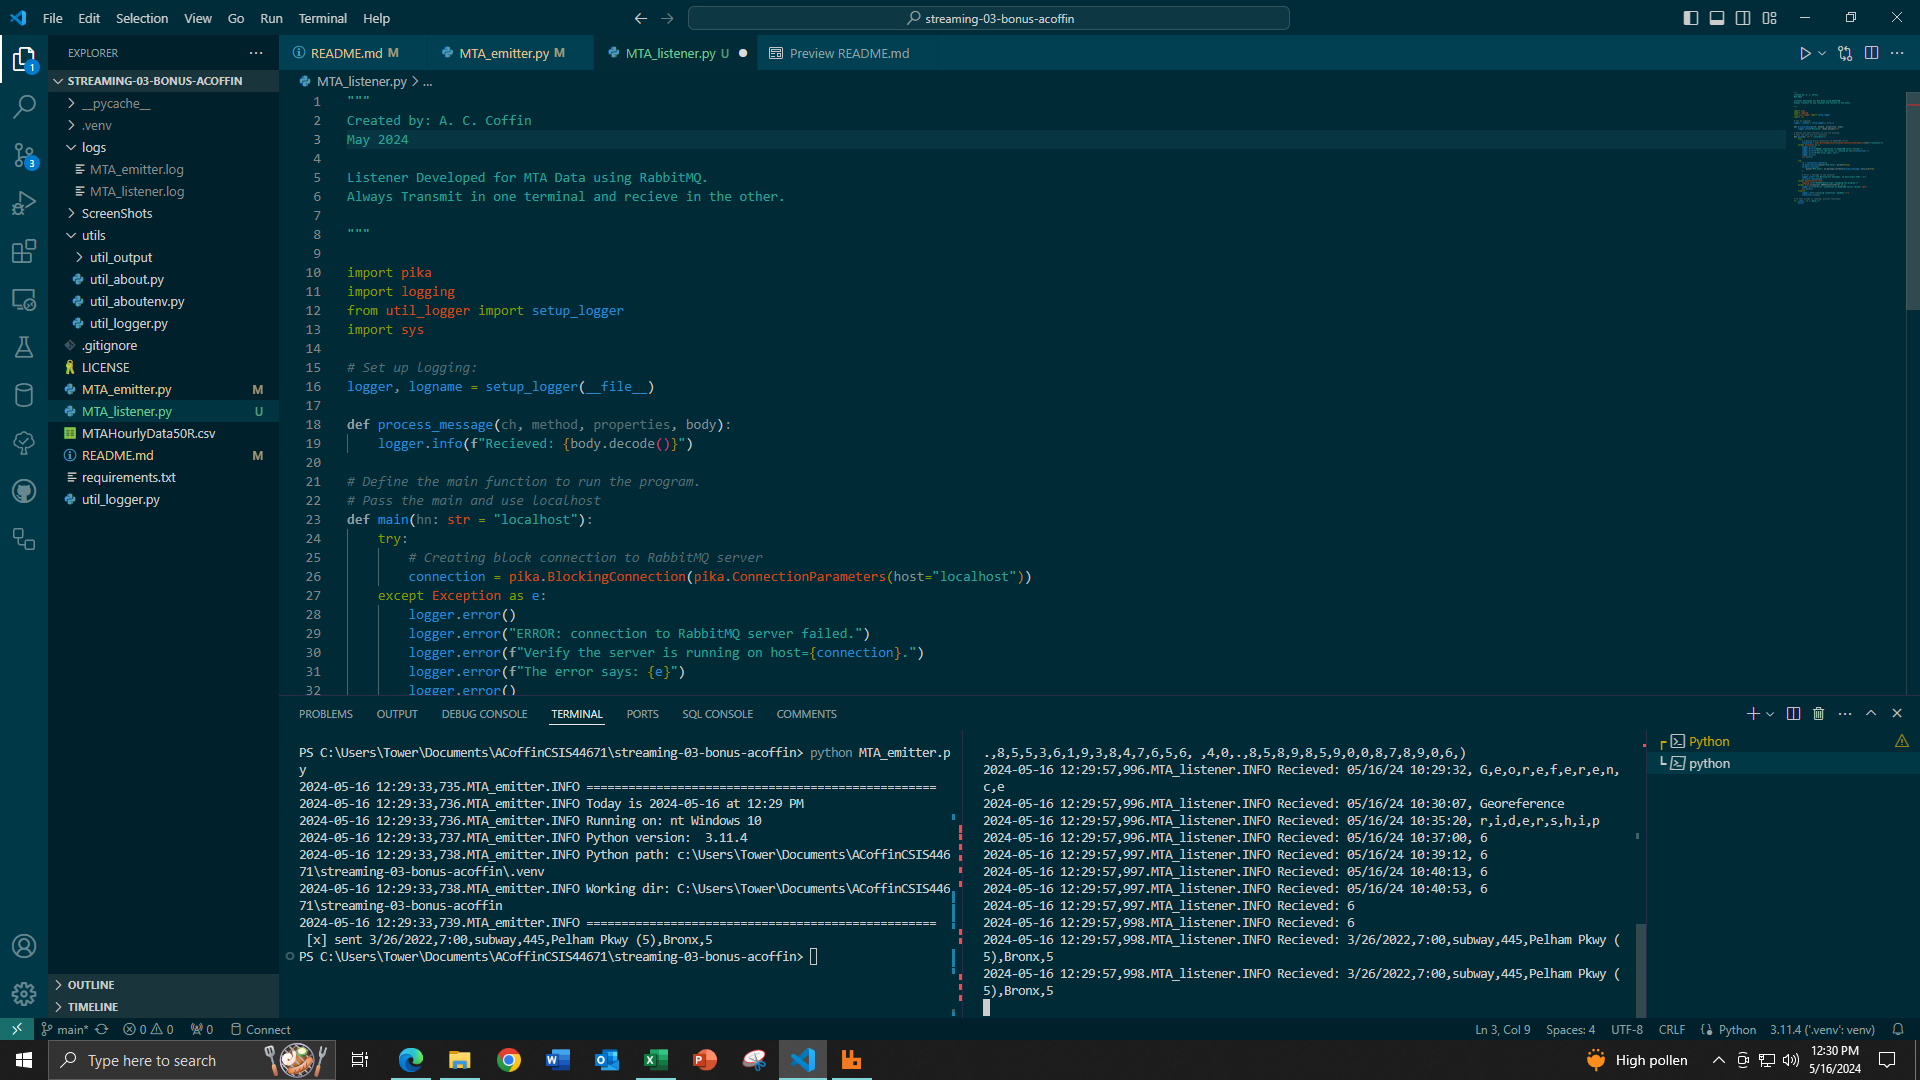 File Edit Selection View Go Run Terminal Help
streaming-03-bonus-acoffin
EXPLORER
README.md M
MTA_emitter.py M
MTA_listener.py U
Preview README.md
STREAMING-03-BONUS-ACOFFIN
__pycache__
.venv
logs
MTA_emitter.log
MTA_listener.log
ScreenShots
utils
util_output
util_about.py
util_aboutenv.py
util_logger.py
.gitignore
LICENSE
MTA_emitter.py M
MTA_listener.py U
MTAHourlyData50R.csv
README.md M
requirements.txt
util_logger.py
OUTLINE
TIMELINE
1
3
MTA_listener.py > ...
1 """
2 Created by: A. C. Coffin
3 May 2024
4
5 Listener Developed for MTA Data using RabbitMQ.
6 Always Transmit in one terminal and recieve in the other.
7
8 """
9
10 import pika
11 import logging
12 from util_logger import setup_logger
13 import sys
14
15 # Set up logging:
16 logger, logname = setup_logger(__file__)
17
18 def process_message(ch, method, properties, body):
19 logger.info(f"Recieved: {body.decode()}")
20
21 # Define the main function to run the program.
22 # Pass the main and use localhost
23 def main(hn: str = "localhost"):
24 try:
25 # Creating block connection to RabbitMQ server
26 connection = pika.BlockingConnection(pika.ConnectionParameters(host="localhost"))
27 except Exception as e:
28 logger.error()
29 logger.error("ERROR: connection to RabbitMQ server failed.")
30 logger.error(f"Verify the server is running on host={connection}.")
31 logger.error(f"The error says: {e}")
32 logger.error()
PROBLEMS OUTPUT DEBUG CONSOLE TERMINAL PORTS SQL CONSOLE COMMENTS
PS C:\Users\Tower\Documents\ACoffinCSIS44671\streaming-03-bonus-acoffin> python MTA_emitter.p
y
2024-05-16 12:29:33,735.MTA_emitter.INFO ==================================================
2024-05-16 12:29:33,736.MTA_emitter.INFO Today is 2024-05-16 at 12:29 PM
2024-05-16 12:29:33,736.MTA_emitter.INFO Running on: nt Windows 10
2024-05-16 12:29:33,737.MTA_emitter.INFO Python version:  3.11.4
2024-05-16 12:29:33,738.MTA_emitter.INFO Python path: c:\Users\Tower\Documents\ACoffinCSIS446
71\streaming-03-bonus-acoffin\.venv
2024-05-16 12:29:33,738.MTA_emitter.INFO Working dir: C:\Users\Tower\Documents\ACoffinCSIS446
71\streaming-03-bonus-acoffin
2024-05-16 12:29:33,739.MTA_emitter.INFO ==================================================
[x] sent 3/26/2022,7:00,subway,445,Pelham Pkwy (5),Bronx,5
PS C:\Users\Tower\Documents\ACoffinCSIS44671\streaming-03-bonus-acoffin>
.,8,5,5,3,6,1,9,3,8,4,7,6,5,6, ,4,0,.,8,5,8,9,8,5,9,0,0,8,7,8,9,0,6,)
2024-05-16 12:29:57,996.MTA_listener.INFO Recieved: 05/16/24 10:29:32, G,e,o,r,e,f,e,r,e,n,
c,e
2024-05-16 12:29:57,996.MTA_listener.INFO Recieved: 05/16/24 10:30:07, Georeference
2024-05-16 12:29:57,996.MTA_listener.INFO Recieved: 05/16/24 10:35:20, r,i,d,e,r,s,h,i,p
2024-05-16 12:29:57,996.MTA_listener.INFO Recieved: 05/16/24 10:37:00, 6
2024-05-16 12:29:57,997.MTA_listener.INFO Recieved: 05/16/24 10:39:12, 6
2024-05-16 12:29:57,997.MTA_listener.INFO Recieved: 05/16/24 10:40:13, 6
2024-05-16 12:29:57,997.MTA_listener.INFO Recieved: 05/16/24 10:40:53, 6
2024-05-16 12:29:57,997.MTA_listener.INFO Recieved: 6
2024-05-16 12:29:57,998.MTA_listener.INFO Recieved: 6
2024-05-16 12:29:57,998.MTA_listener.INFO Recieved: 3/26/2022,7:00,subway,445,Pelham Pkwy (
5),Bronx,5
2024-05-16 12:29:57,998.MTA_listener.INFO Recieved: 3/26/2022,7:00,subway,445,Pelham Pkwy (
5),Bronx,5
Python
python
main* 0 0 0 Connect
Ln 3, Col 9 Spaces: 4 UTF-8 CRLF Python 3.11.4 ('.venv': venv)
Type here to search
High pollen
12:30 PM
5/16/2024